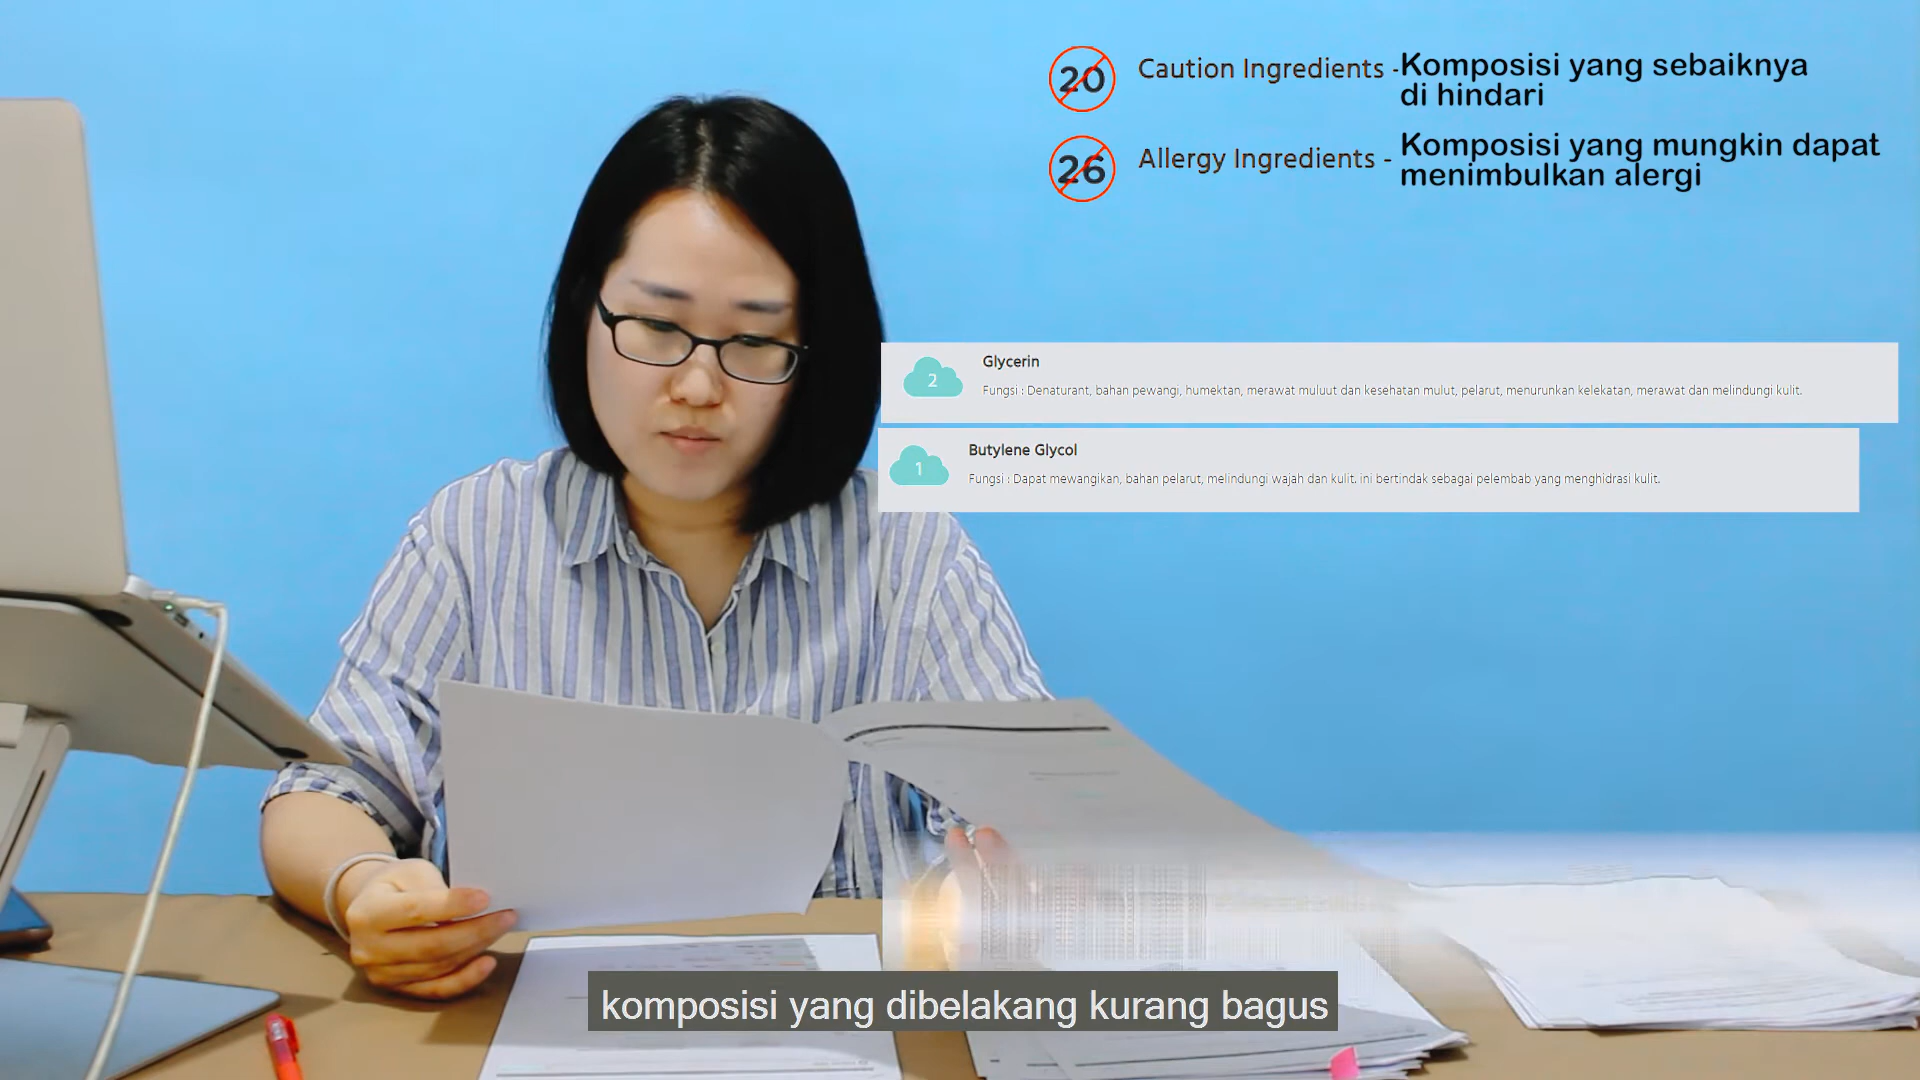 20 Caution Ingredients - Komposisi yang sebaiknya
di hindari
26 Allergy Ingredients - Komposisi yang mungkin dapat
menimbulkan alergi
Glycerin
2 Fungsi : Denaturant, bahan pewangi, humektan, merawat muluut dan kesehatan mulut, pelarut, menurunkan kelekatan, merawat dan melindungi kulit.
Butylene Glycol
1 Fungsi : Dapat mewangikan, bahan pelarut, melindungi wajah dan kulit. ini bertindak sebagai pelembab yang menghidrasi kulit.
komposisi yang dibelakang kurang bagus